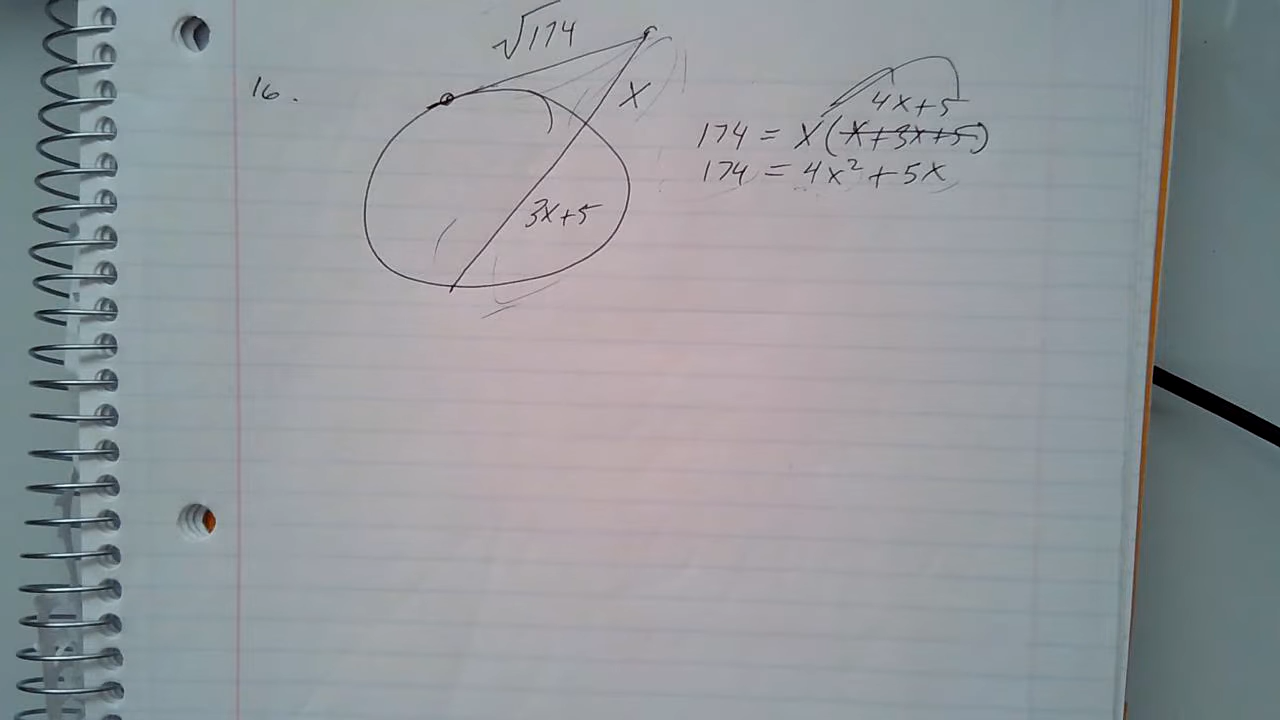 √174
16.
X
3x+5
4x+5
174 = X(x+3x+5)
174 = 4x² + 5x